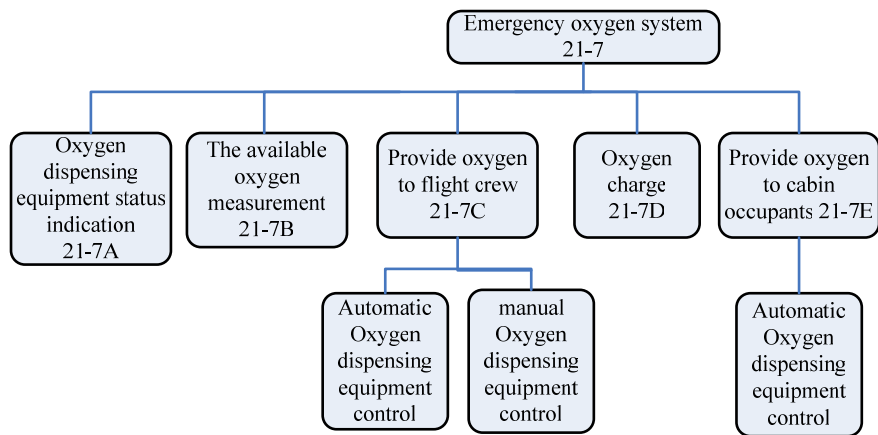 Emergency oxygen system
21-7
Oxygen
dispensing
equipment status
indication
21-7A
The available
oxygen
measurement
21-7B
Provide oxygen
to flight crew
21-7C
Oxygen
charge
21-7D
Provide oxygen
to cabin
occupants 21-7E
Automatic
Oxygen
dispensing
equipment
control
manual
Oxygen
dispensing
equipment
control
Automatic
Oxygen
dispensing
equipment
control